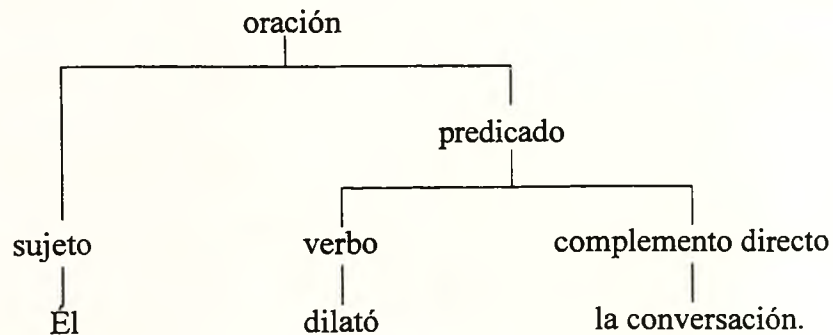 oración
predicado
sujeto verbo complemento directo
Él dilató la conversación.